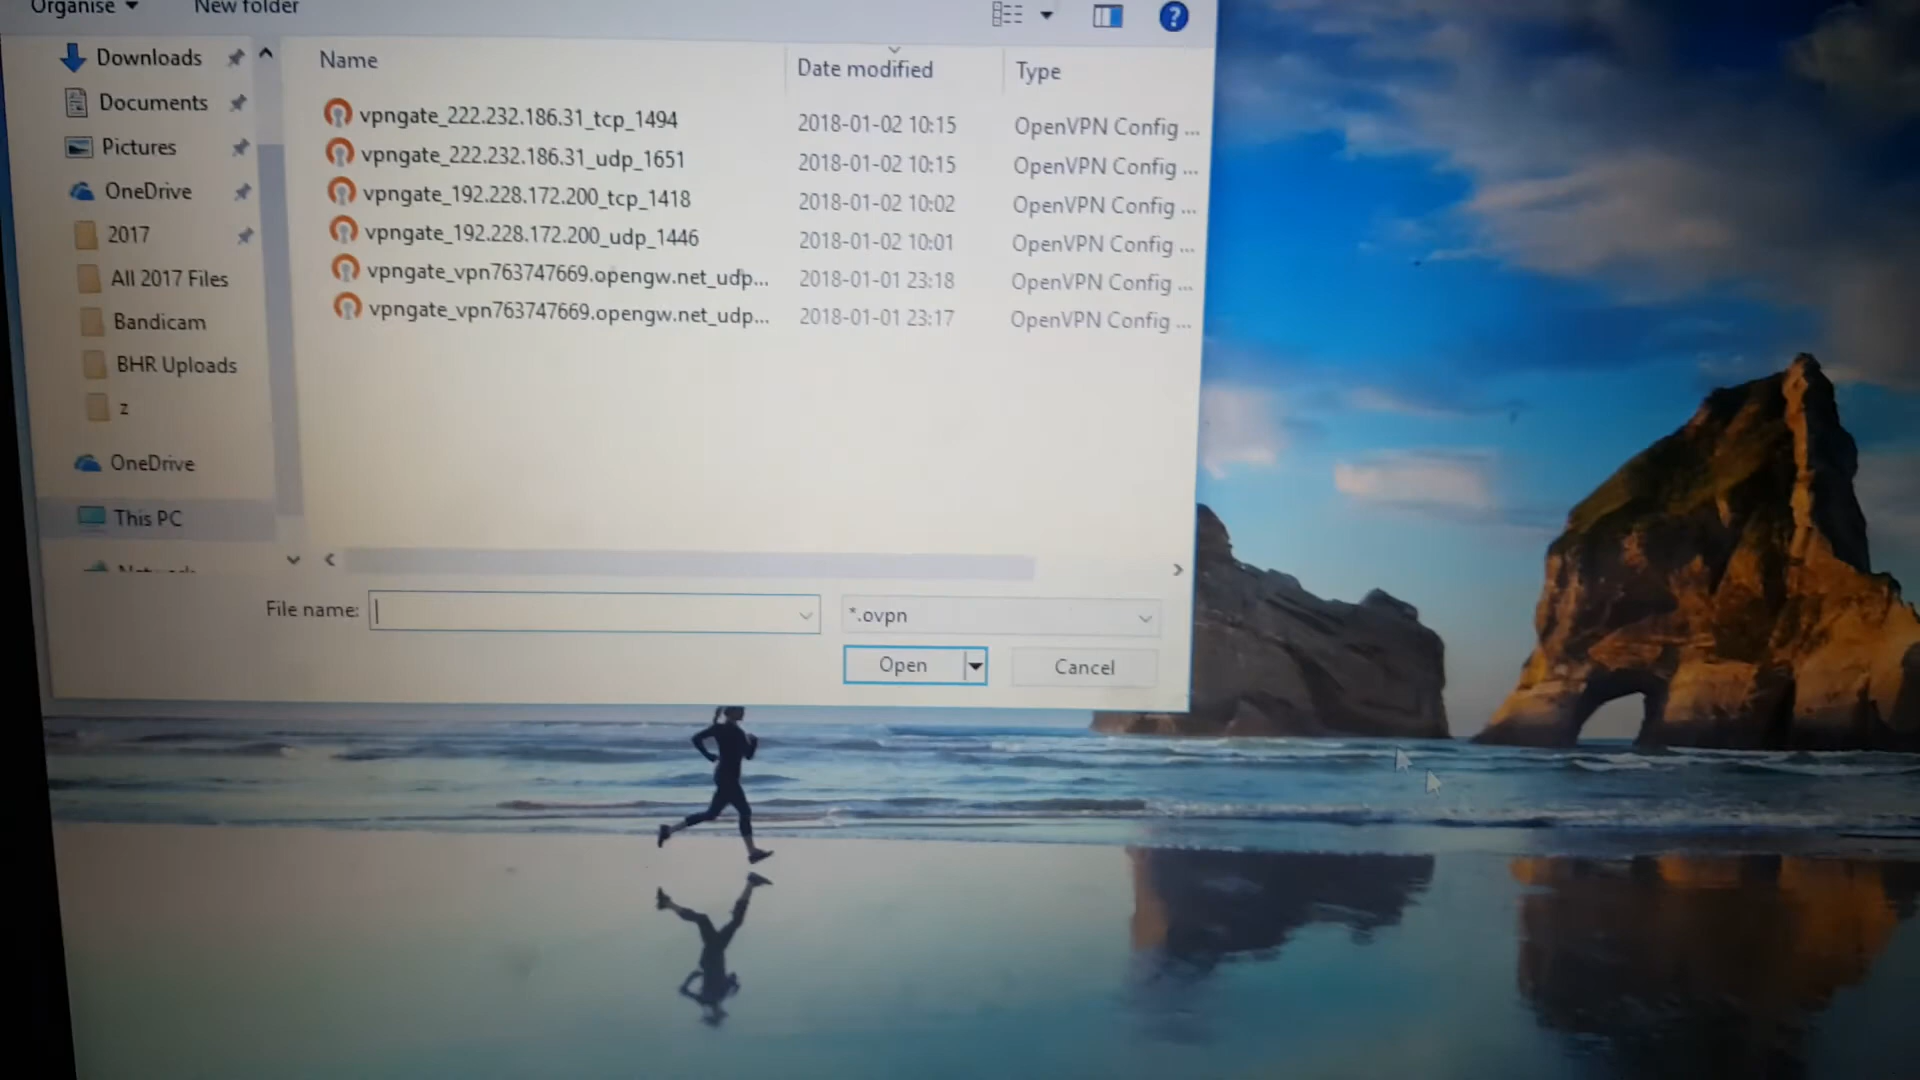 Organise New folder
Downloads
Documents
Pictures
OneDrive
2017
All 2017 Files
Bandicam
BHR Uploads
z
OneDrive
This PC
Name Date modified Type
vpngate_222.232.186.31_tcp_1494 2018-01-02 10:15 OpenVPN Config ...
vpngate_222.232.186.31_udp_1651 2018-01-02 10:15 OpenVPN Config ...
vpngate_192.228.172.200_tcp_1418 2018-01-02 10:02 OpenVPN Config ...
vpngate_192.228.172.200_udp_1446 2018-01-02 10:01 OpenVPN Config ...
vpngate_vpn763747669.opengw.net_udp... 2018-01-01 23:18 OpenVPN Config ...
vpngate_vpn763747669.opengw.net_udp... 2018-01-01 23:17 OpenVPN Config ...
File name: *.ovpn
Open Cancel